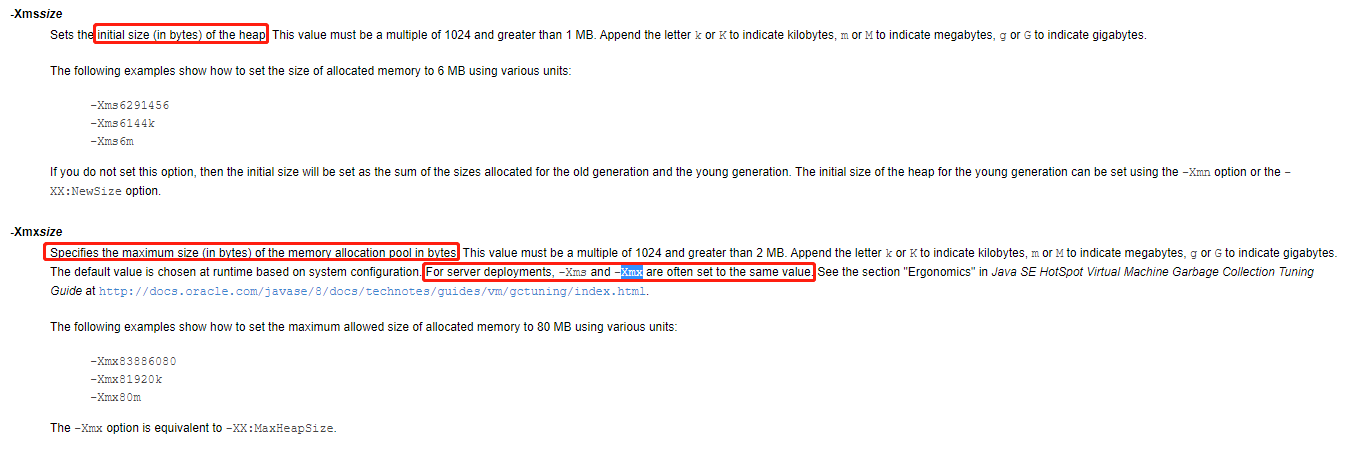 -Xmssize
Sets the initial size (in bytes) of the heap. This value must be a multiple of 1024 and greater than 1 MB. Append the letter k or K to indicate kilobytes, m or M to indicate megabytes, g or G to indicate gigabytes.
The following examples show how to set the size of allocated memory to 6 MB using various units:
-Xms6291456
-Xms6144k
-Xms6m
If you do not set this option, then the initial size will be set as the sum of the sizes allocated for the old generation and the young generation. The initial size of the heap for the young generation can be set using the -Xmn option or the -
XX:NewSize option.
-Xmxsize
Specifies the maximum size (in bytes) of the memory allocation pool in bytes. This value must be a multiple of 1024 and greater than 2 MB. Append the letter k or K to indicate kilobytes, m or M to indicate megabytes, g or G to indicate gigabytes.
The default value is chosen at runtime based on system configuration. For server deployments, -Xms and -Xmx are often set to the same value. See the section "Ergonomics" in Java SE HotSpot Virtual Machine Garbage Collection Tuning
Guide at http://docs.oracle.com/javase/8/docs/technotes/guides/vm/gctuning/index.html.
The following examples show how to set the maximum allowed size of allocated memory to 80 MB using various units:
-Xmx83886080
-Xmx81920k
-Xmx80m
The -Xmx option is equivalent to -XX:MaxHeapSize.